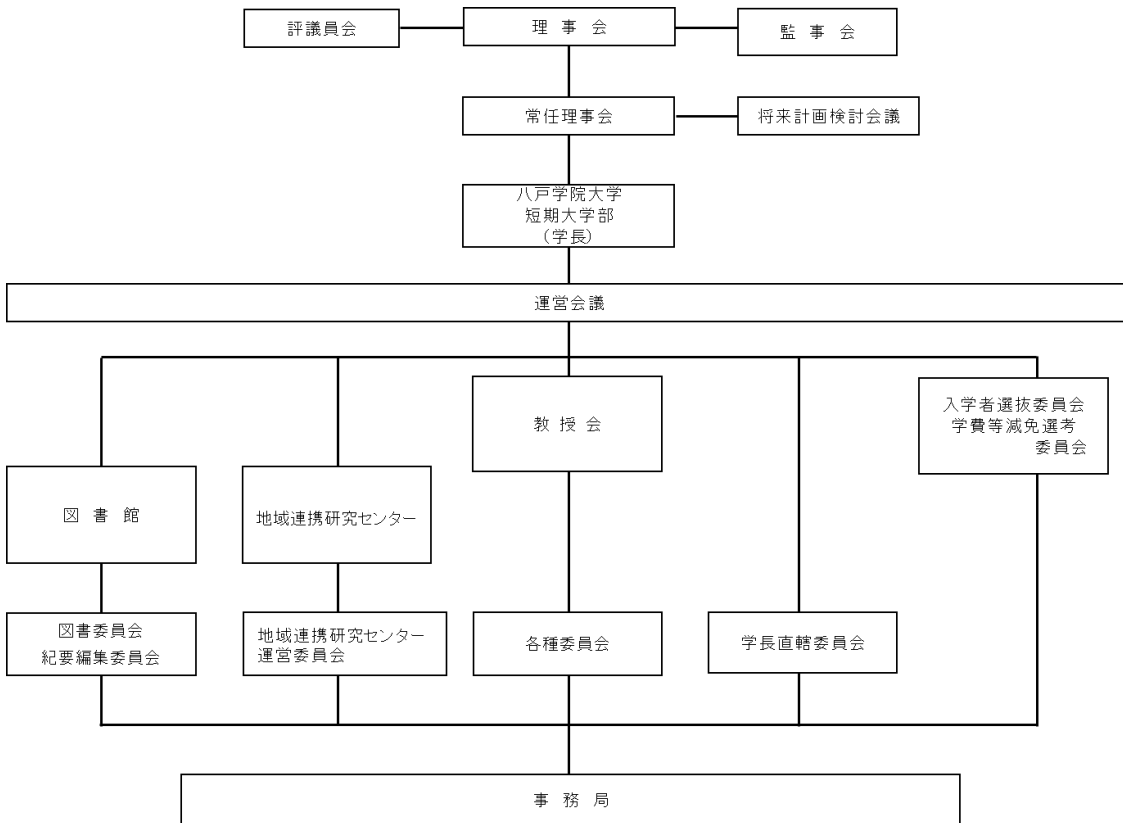 評議員会
理　事　会
監　事　会
常任理事会
将来計画検討会議
八戸学院大学
短期大学部
（学長）
運営会議
教　授　会
入学者選抜委員会
学費等減免選考
委員会
図　書　館
地域連携研究センター
図書委員会
紀要編集委員会
地域連携研究センター
運営委員会
各種委員会
学長直轄委員会
事　務　局